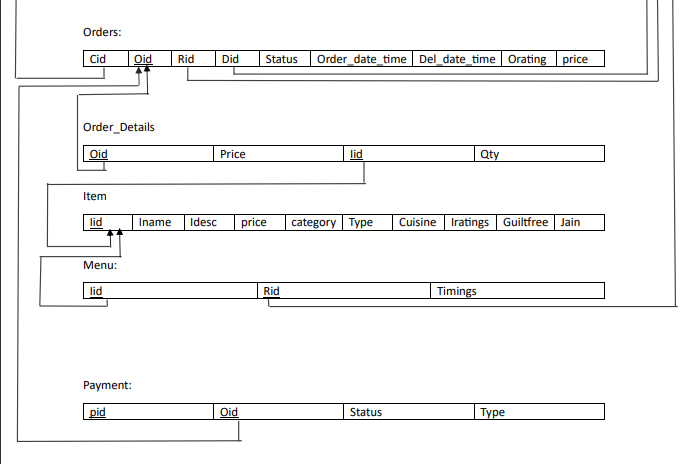 Orders:
Cid Oid Rid Did Status Order_date_time Del_date_time Orating price
Order_Details
Oid Price Iid Qty
Item
Iid Iname Idesc price category Type Cuisine Iratings Guiltfree Jain
Menu:
Iid Rid Timings
Payment:
pid Oid Status Type